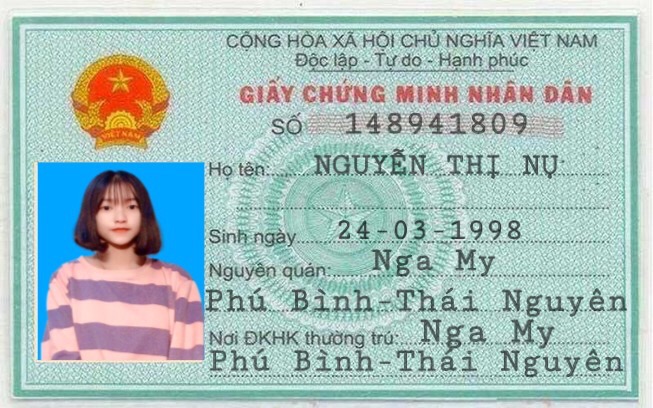 CỘNG HÒA XÃ HỘI CHỦ NGHĨA VIỆT NAM
Độc lập - Tự do - Hạnh phúc
GIẤY CHỨNG MINH NHÂN DÂN
SỐ 148941809
Họ tên: NGUYỄN THỊ NỤ
Sinh ngày 24-03-1998
Nguyên quán: Nga My
Phú Bình-Thái Nguyên
Nơi ĐKHK thường trú: Nga My
Phú Bình-Thái Nguyên
VIỆT NAM